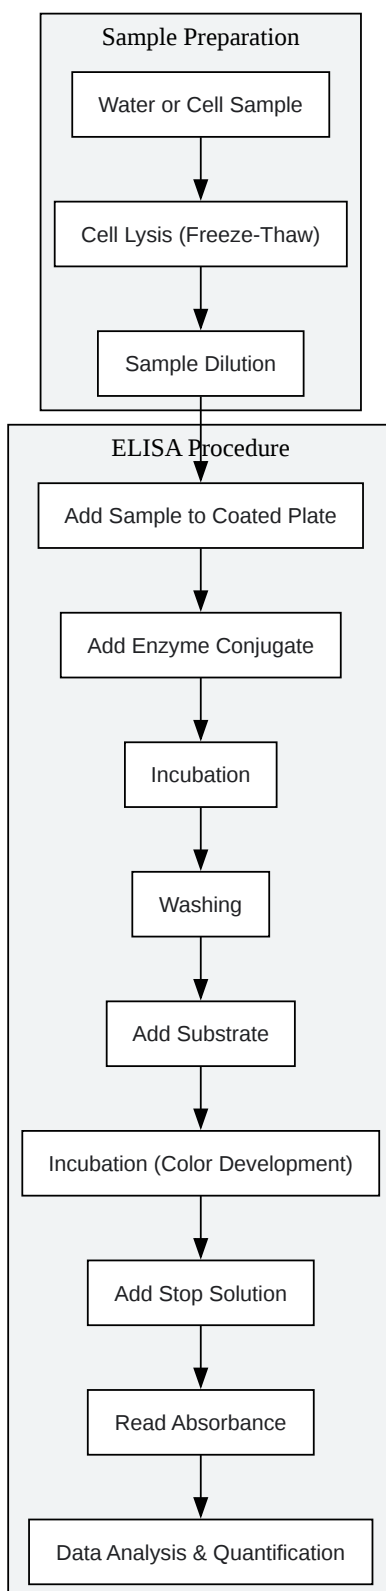 Sample Preparation
Water or Cell Sample
Cell Lysis (Freeze-Thaw)
Sample Dilution
ELISA Procedure
Add Sample to Coated Plate
Add Enzyme Conjugate
Incubation
Washing
Add Substrate
Incubation (Color Development)
Add Stop Solution
Read Absorbance
Data Analysis & Quantification